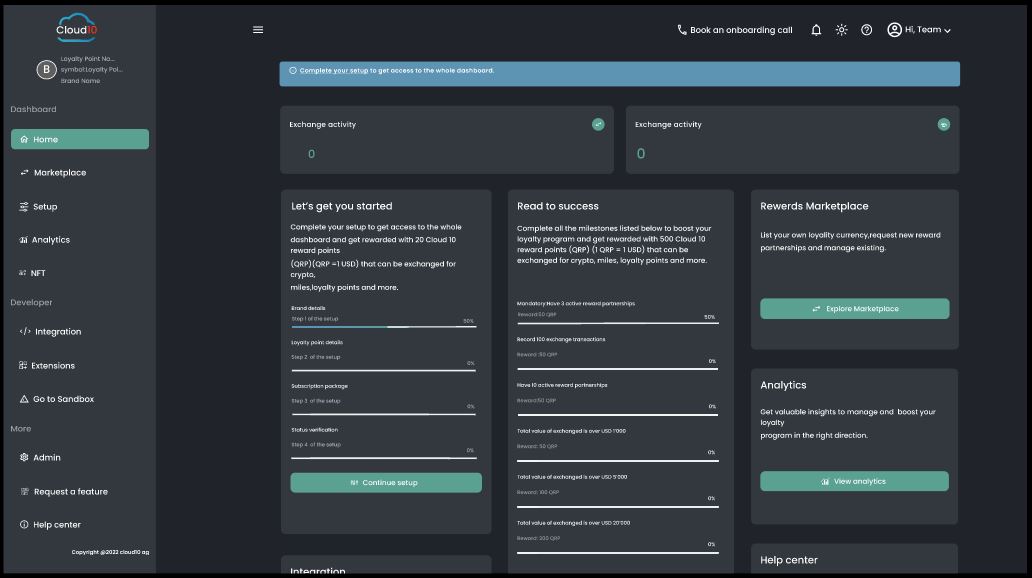 Cloud10
B
Loyalty Point No...
symbol:Loyalty Poi...
Brand Name
Dashboard
Home
Marketplace
Setup
Analytics
NFT
Developer
Integration
Extensions
Go to Sandbox
More
Admin
Request a feature
Help center
Copyright @2022 cloud10 ag
Book an onboarding call
Hi, Team
Complete your setup to get access to the whole dashboard.
Exchange activity
0
Exchange activity
0
Let's get you started
Complete your setup to get access to the whole
dashboard and get rewarded with 20 Cloud 10
reward points
(QRP)(QRP =1 USD) that can be exchanged for
crypto,
miles,loyalty points and more.
Brand details
Step 1 of the setup
50%
Loyalty point details
Step 2 of the setup
0%
Subscription package
Step 3 of the setup
0%
Status verification
Step 4 of the setup
0%
Continue setup
Integration
Read to success
Complete all the milestones listed below to boost your
loyalty program and get rewarded with 500 Cloud 10
reward points (QRP) (1 QRP = 1 USD) that can be
exchanged for crypto, miles, loyalty points and more.
Mandatory:Have 3 active reward partnerships
Reward:50 QRP
50%
Record 100 exchange transactions
Reward: :50 QRP
0%
Have 10 active reward partnerships
Reward:50 QRP
0%
Total value of exchanged is over USD 1'000
Reward: 50 QRP
0%
Total value of exchanged is over USD 5'000
Reward: 100 QRP
0%
Total value of exchanged is over USD 20'000
Reward: 200 QRP
0%
Rewerds Marketplace
List your own loyality currency,request new reward
partnerships and manage existing.
Explore Marketplace
Analytics
Get valuable insights to manage and boost your
loyalty
program in the right direction.
View analytics
Help center